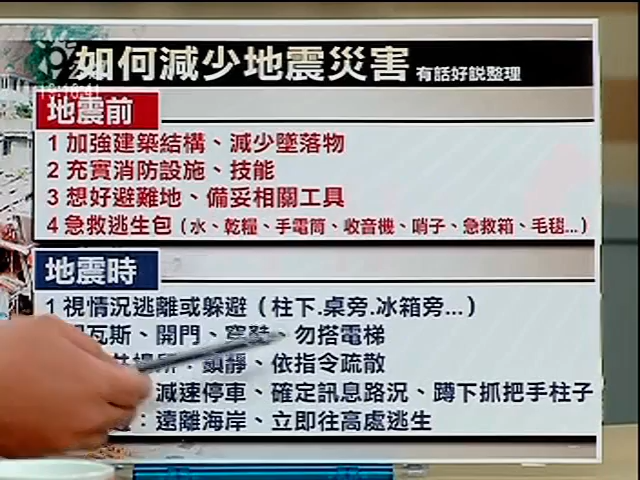 如何減少地震災害 有話好説整理
地震前
1 加強建築結構、減少墜落物
2 充實消防設施、技能
3 想好避難地、備妥相關工具
4 急救逃生包（水、乾糧、手電筒、收音機、哨子、急救箱、毛毯...）
地震時
1 視情況逃離或躲避（柱下.桌旁.冰箱旁...）
瓦斯、開門、穿鞋、勿搭電梯
鎮靜、依指令疏散
減速停車、確定訊息路況、蹲下抓把手柱子
：遠離海岸、立即往高處逃生